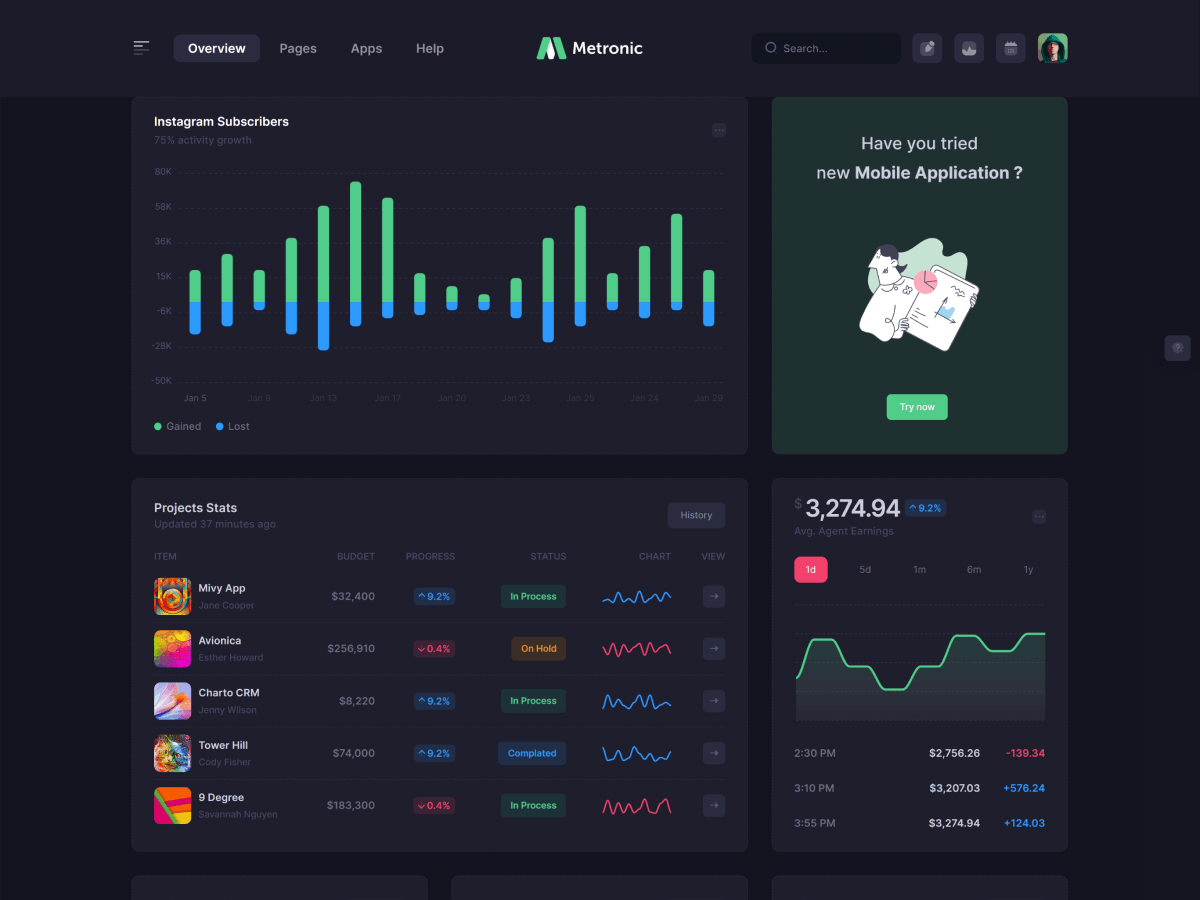 Overview
Pages
Apps
Help
Metronic
Search...
Instagram Subscribers
75% activity growth
80K
58K
36K
15K
-6K
-28K
-50K
Jan 5
Jan 13
Jan 17
Jan 20
Jan 23
Jan 25
Jan 24
Gained
Lost
Have you tried
new Mobile Application ?
Try now
Projects Stats
Updated 37 minutes ago
History
ITEM BUDGET PROGRESS STATUS CHART VIEW
Mivy App
Jane Cooper
$32,400
9.2%
In Process
Avionica
Esther Howard
$256,910
0.4%
On Hold
Charto CRM
Jenny Wilson
$8,220
9.2%
In Process
Tower Hill
Cody Fisher
$74,000
9.2%
Complated
9 Degree
Savannah Nguyen
$183,300
0.4%
In Process
$ 3,274.94 9.2%
Avg. Agent Earnings
1d 5d 1m 6m 1y
2:30 PM $2,756.26 -139.34
3:10 PM $3,207.03 +576.24
3:55 PM $3,274.94 +124.03